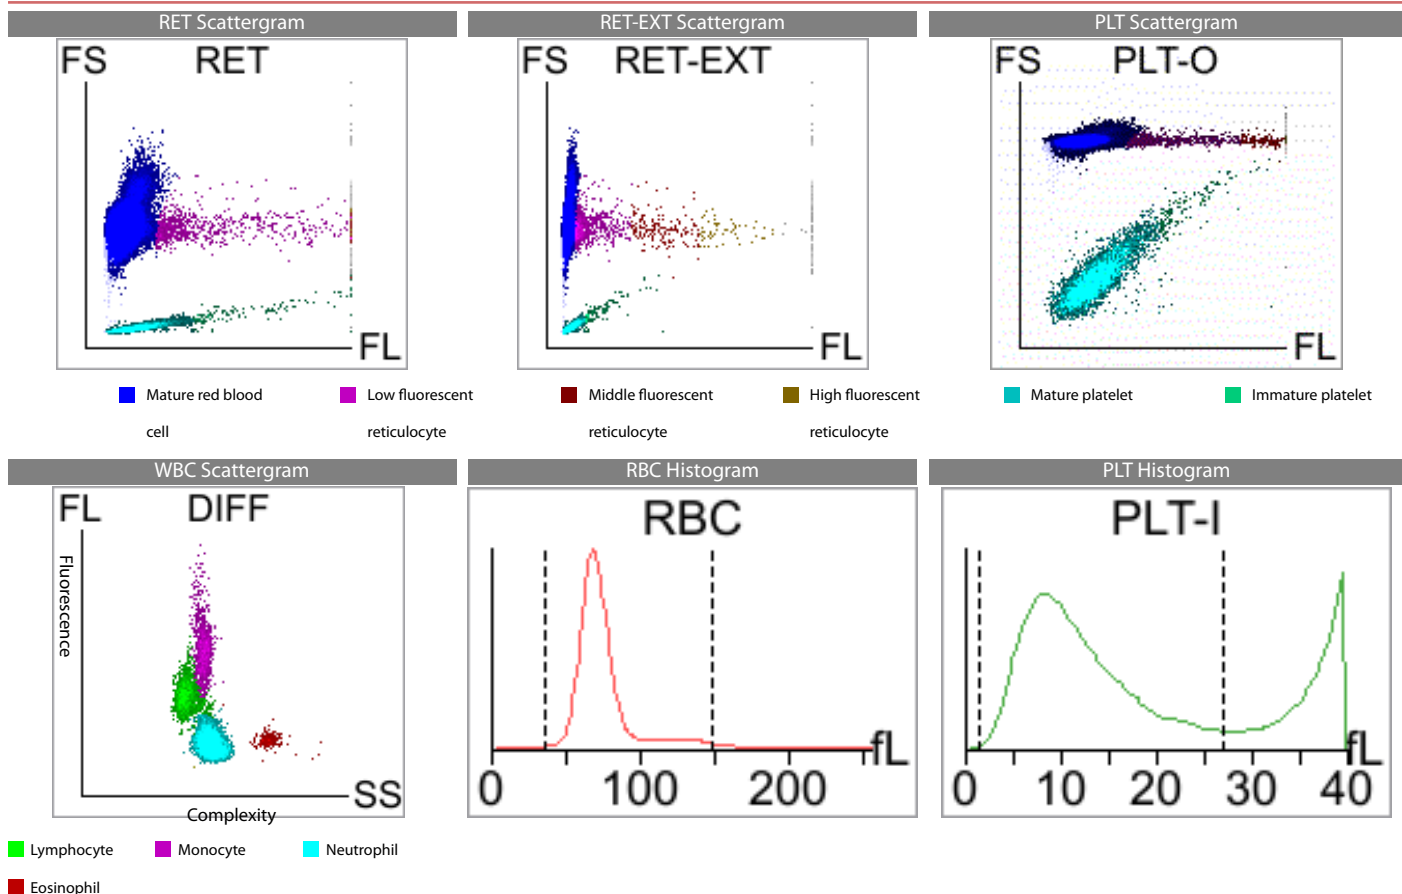 RET Scattergram
RET-EXT Scattergram
PLT Scattergram
FS RET
FL
FS RET-EXT
FL
FS PLT-O
FL
Mature red blood
cell
Low fluorescent
reticulocyte
Middle fluorescent
reticulocyte
High fluorescent
reticulocyte
Mature platelet
Immature platelet
WBC Scattergram
RBC Histogram
PLT Histogram
FL DIFF
Fluorescence
SS
Complexity
RBC
fL
0 100 200
PLT-I
fL
0 10 20 30 40
Lymphocyte
Monocyte
Neutrophil
Eosinophil